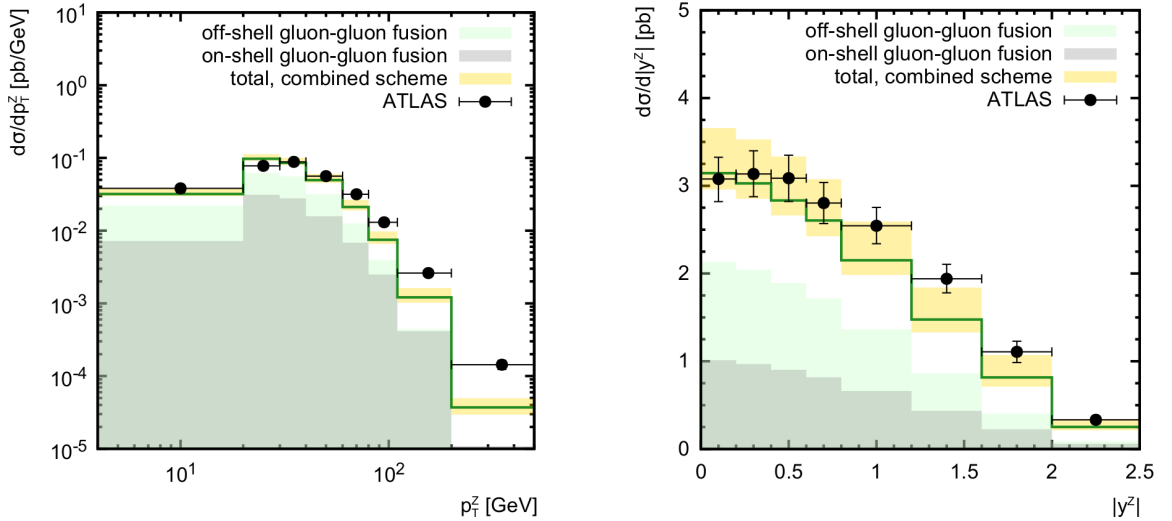 dσ/dp_T^Z [pb/GeV]
10^1
10^0
10^-1
10^-2
10^-3
10^-4
10^-5
off-shell gluon-gluon fusion
on-shell gluon-gluon fusion
total, combined scheme
ATLAS
10^1
10^2
p_T^Z [GeV]
dσ/d|y^Z| [pb]
5
4
3
2
1
0
off-shell gluon-gluon fusion
on-shell gluon-gluon fusion
total, combined scheme
ATLAS
0
0.5
1
1.5
2
2.5
|y^Z|